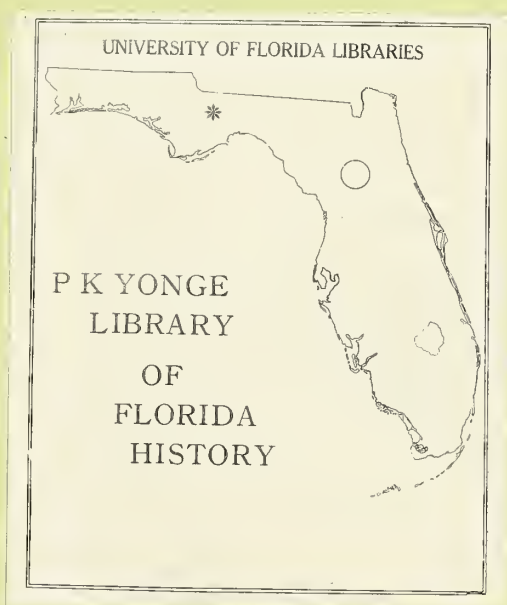 UNIVERSITY OF FLORIDA LIBRARIES
P K YONGE
LIBRARY
OF
FLORIDA
HISTORY